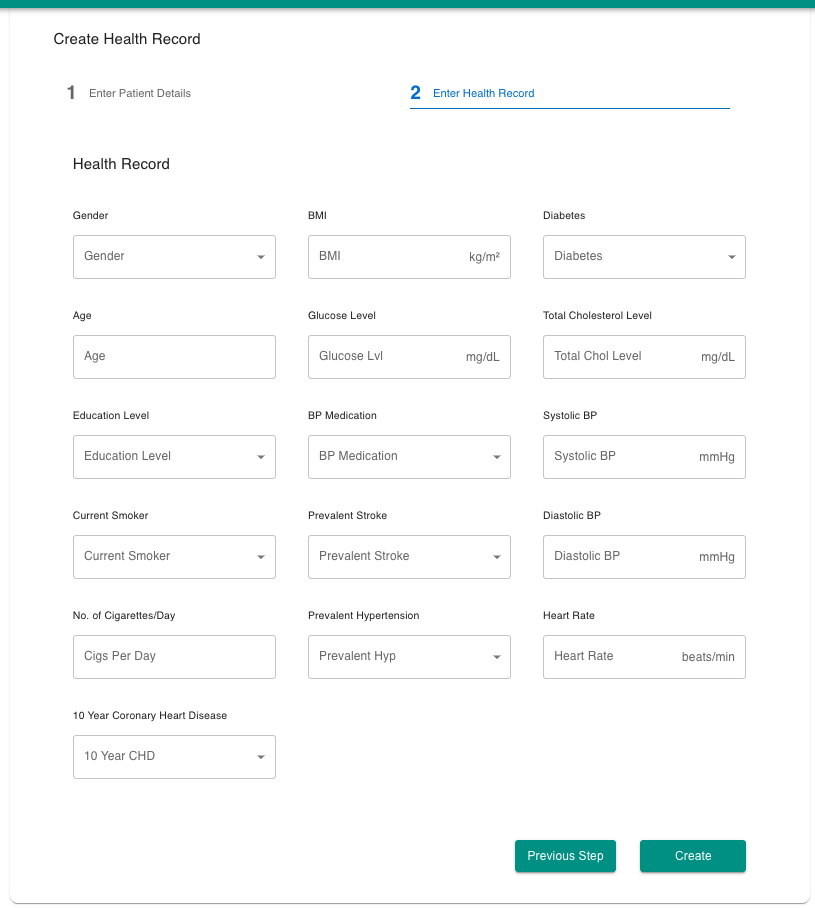 Create Health Record
1 Enter Patient Details
2 Enter Health Record
Health Record
Gender
BMI
Diabetes
Gender
BMI kg/m²
Diabetes
Age
Glucose Level
Total Cholesterol Level
Age
Glucose Lvl mg/dL
Total Chol Level mg/dL
Education Level
BP Medication
Systolic BP
Education Level
BP Medication
Systolic BP mmHg
Current Smoker
Prevalent Stroke
Diastolic BP
Current Smoker
Prevalent Stroke
Diastolic BP mmHg
No. of Cigarettes/Day
Prevalent Hypertension
Heart Rate
Cigs Per Day
Prevalent Hyp
Heart Rate beats/min
10 Year Coronary Heart Disease
10 Year CHD
Previous Step
Create